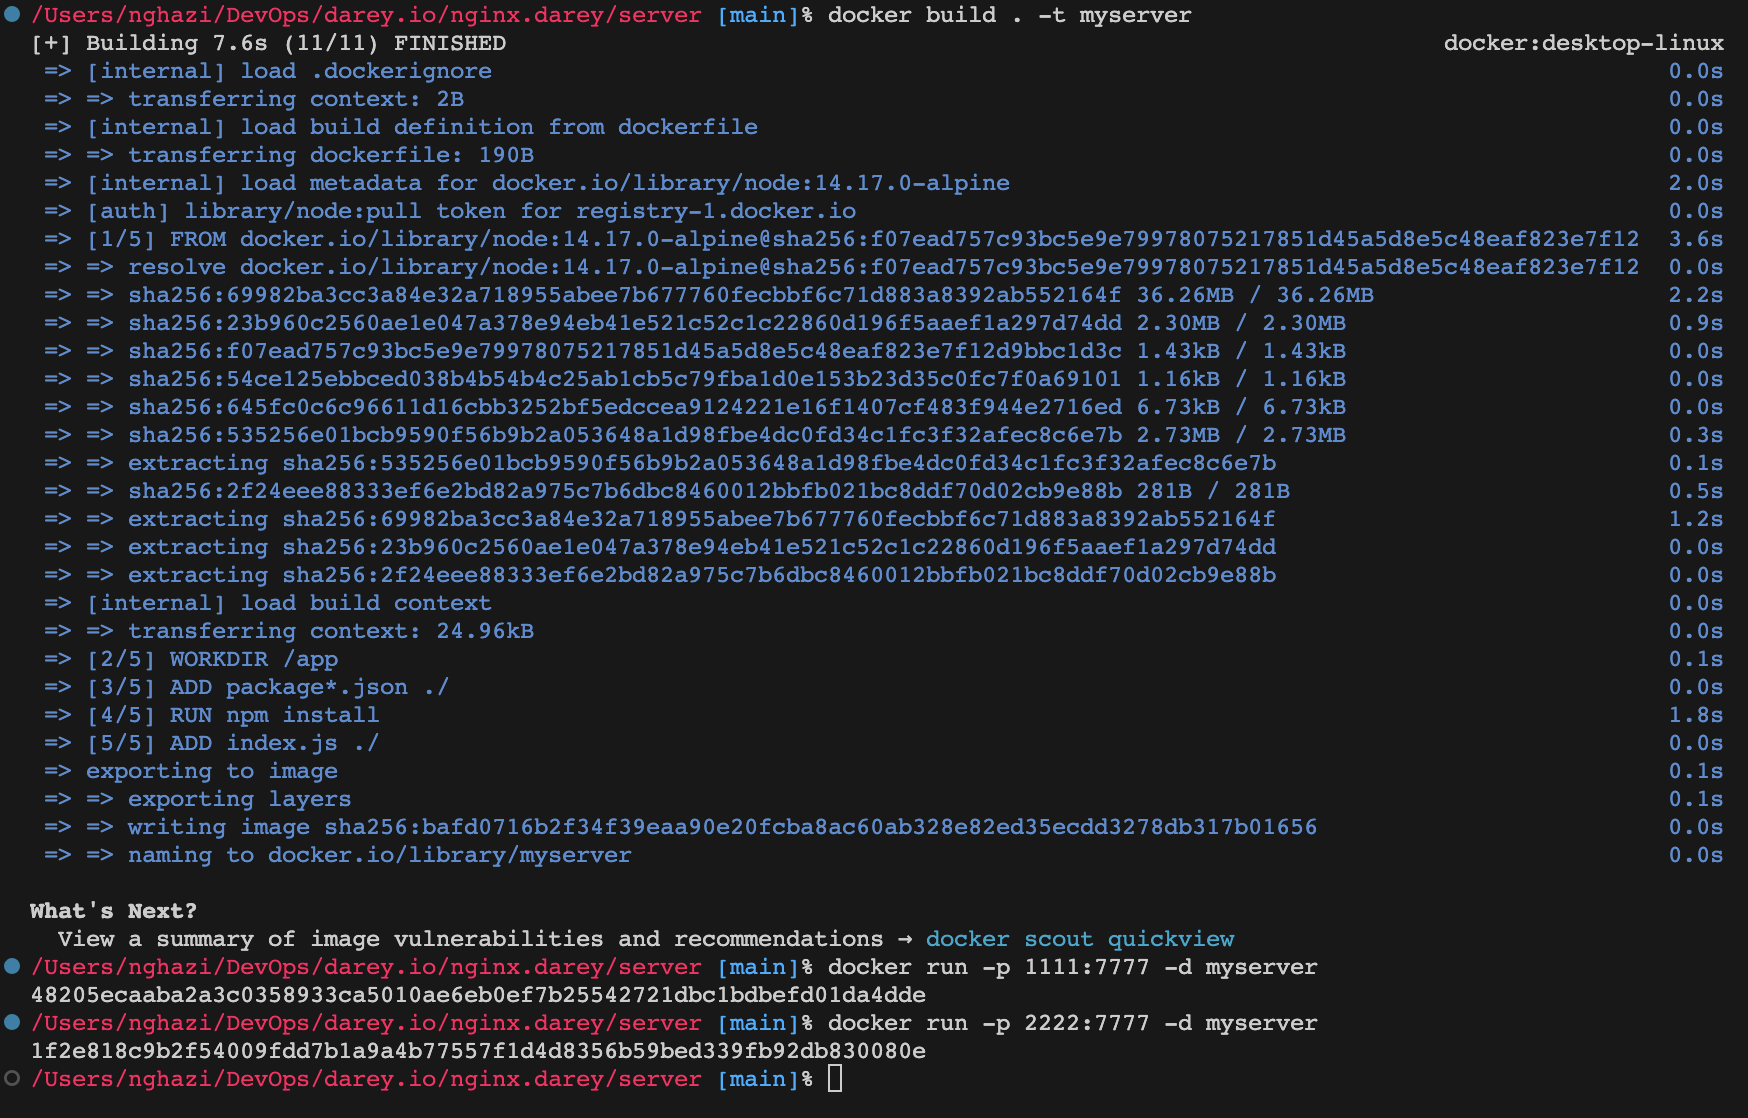 /Users/nghazi/DevOps/darey.io/nginx.darey/server [main]% docker build . -t myserver
[+] Building 7.6s (11/11) FINISHED docker:desktop-linux
=> [internal] load .dockerignore 0.0s
=> => transferring context: 2B 0.0s
=> [internal] load build definition from dockerfile 0.0s
=> => transferring dockerfile: 190B 0.0s
=> [internal] load metadata for docker.io/library/node:14.17.0-alpine 2.0s
=> [auth] library/node:pull token for registry-1.docker.io 0.0s
=> [1/5] FROM docker.io/library/node:14.17.0-alpine@sha256:f07ead757c93bc5e9e79978075217851d45a5d8e5c48eaf823e7f12 3.6s
=> => resolve docker.io/library/node:14.17.0-alpine@sha256:f07ead757c93bc5e9e79978075217851d45a5d8e5c48eaf823e7f12 0.0s
=> => sha256:69982ba3cc3a84e32a718955abee7b677760fecbbf6c71d883a8392ab552164f 36.26MB / 36.26MB 2.2s
=> => sha256:23b960c2560ae1e047a378e94eb41e521c52c1c22860d196f5aaef1a297d74dd 2.30MB / 2.30MB 0.9s
=> => sha256:f07ead757c93bc5e9e79978075217851d45a5d8e5c48eaf823e7f12d9bbc1d3c 1.43kB / 1.43kB 0.0s
=> => sha256:54ce125ebbced038b4b54b4c25ab1cb5c79fba1d0e153b23d35c0fc7f0a69101 1.16kB / 1.16kB 0.0s
=> => sha256:645fc0c6c96611d16cbb3252bf5edccea9124221e16f1407cf483f944e2716ed 6.73kB / 6.73kB 0.0s
=> => sha256:535256e01bcb9590f56b9b2a053648a1d98fbe4dc0fd34c1fc3f32afec8c6e7b 2.73MB / 2.73MB 0.3s
=> => extracting sha256:535256e01bcb9590f56b9b2a053648a1d98fbe4dc0fd34c1fc3f32afec8c6e7b 0.1s
=> => sha256:2f24eee88333ef6e2bd82a975c7b6dbc8460012bbfb021bc8ddf70d02cb9e88b 281B / 281B 0.5s
=> => extracting sha256:69982ba3cc3a84e32a718955abee7b677760fecbbf6c71d883a8392ab552164f 1.2s
=> => extracting sha256:23b960c2560ae1e047a378e94eb41e521c52c1c22860d196f5aaef1a297d74dd 0.0s
=> => extracting sha256:2f24eee88333ef6e2bd82a975c7b6dbc8460012bbfb021bc8ddf70d02cb9e88b 0.0s
=> [internal] load build context 0.0s
=> => transferring context: 24.96kB 0.0s
=> [2/5] WORKDIR /app 0.1s
=> [3/5] ADD package*.json ./ 0.0s
=> [4/5] RUN npm install 1.8s
=> [5/5] ADD index.js ./ 0.0s
=> exporting to image 0.1s
=> => exporting layers 0.1s
=> => writing image sha256:bafd0716b2f34f39eaa90e20fcba8ac60ab328e82ed35ecdd3278db317b01656 0.0s
=> => naming to docker.io/library/myserver 0.0s
What's Next?
View a summary of image vulnerabilities and recommendations → docker scout quickview
/Users/nghazi/DevOps/darey.io/nginx.darey/server [main]% docker run -p 1111:7777 -d myserver
48205ecaaba2a3c0358933ca5010ae6eb0ef7b25542721dbc1bdbefd01da4dde
/Users/nghazi/DevOps/darey.io/nginx.darey/server [main]% docker run -p 2222:7777 -d myserver
1f2e818c9b2f54009fdd7b1a9a4b77557f1d4d8356b59bed339fb92db830080e
/Users/nghazi/DevOps/darey.io/nginx.darey/server [main]%